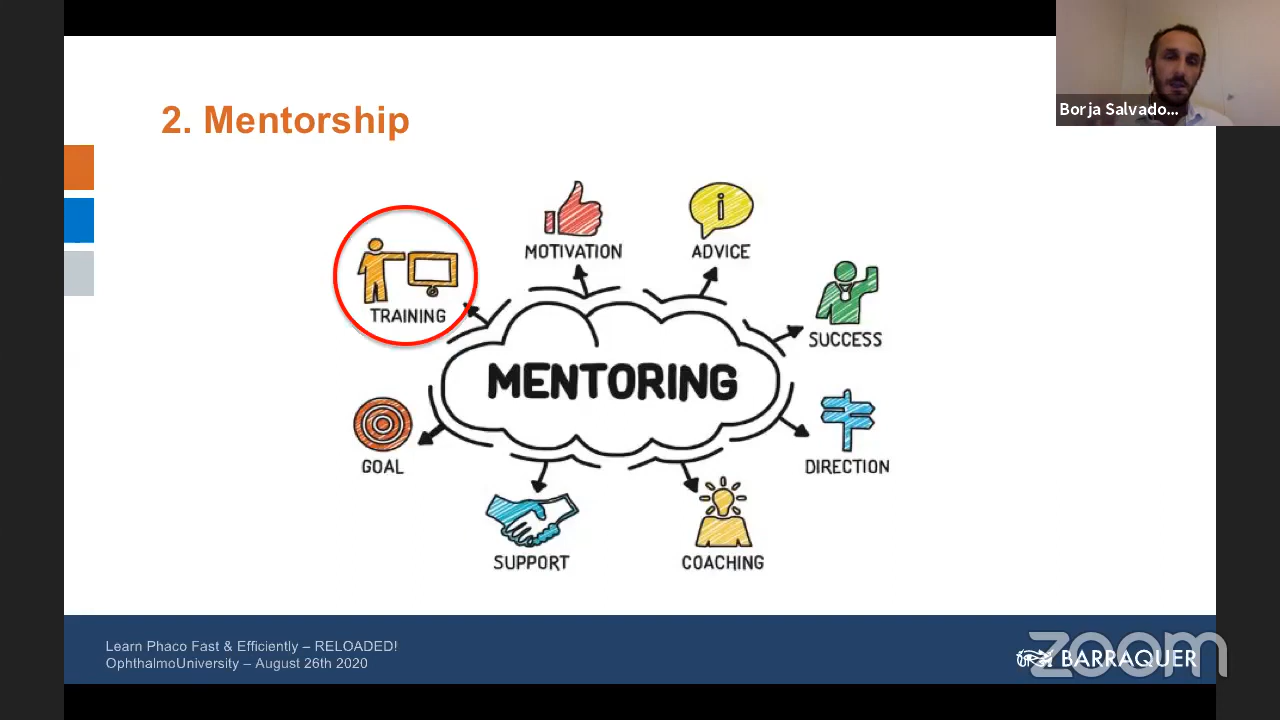 Borja Salvado...
2. Mentorship
MOTIVATION
ADVICE
TRAINING
SUCCESS
MENTORING
GOAL
DIRECTION
SUPPORT
COACHING
Learn Phaco Fast & Efficiently – RELOADED!
OphthalmoUniversity – August 26th 2020
BARRAQUER
zoom